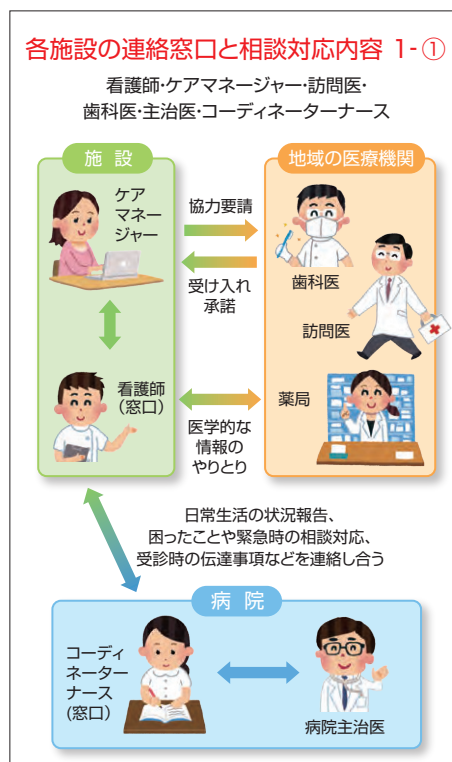 各施設の連絡窓口と相談対応内容 1-①
看護師・ケアマネージャー・訪問医・
歯科医・主治医・コーディネーターナース
施 設
ケア
マネー
ジャー
看護師
(窓口)
協力要請
受け入れ
承諾
医学的な
情報の
やりとり
地域の医療機関
歯科医
訪問医
薬局
日常生活の状況報告、
困ったことや緊急時の相談対応、
受診時の伝達事項などを連絡し合う
病 院
コーディ
ネーター
ナース
(窓口)
病院主治医